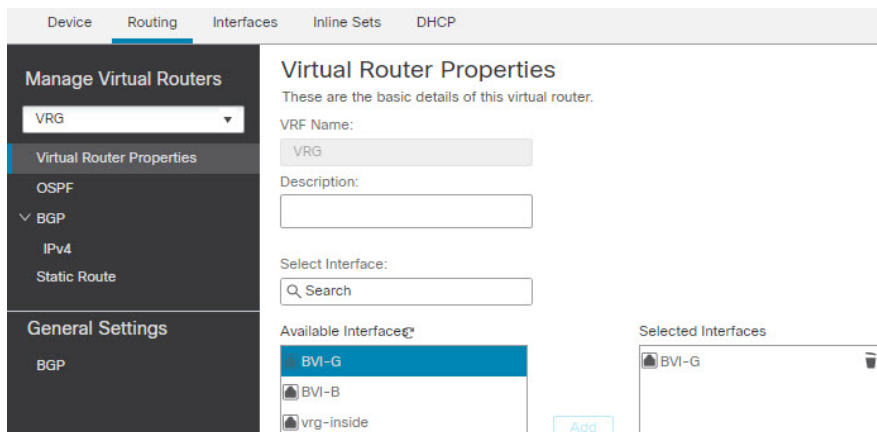 Device Routing Interfaces Inline Sets DHCP
Manage Virtual Routers
VRG
Virtual Router Properties
OSPF
BGP
IPv4
Static Route
General Settings
BGP
Virtual Router Properties
These are the basic details of this virtual router.
VRF Name:
VRG
Description:
Select Interface:
Search
Available Interfaces Selected Interfaces
BVI-G BVI-G
BVI-B
vrg-inside Add